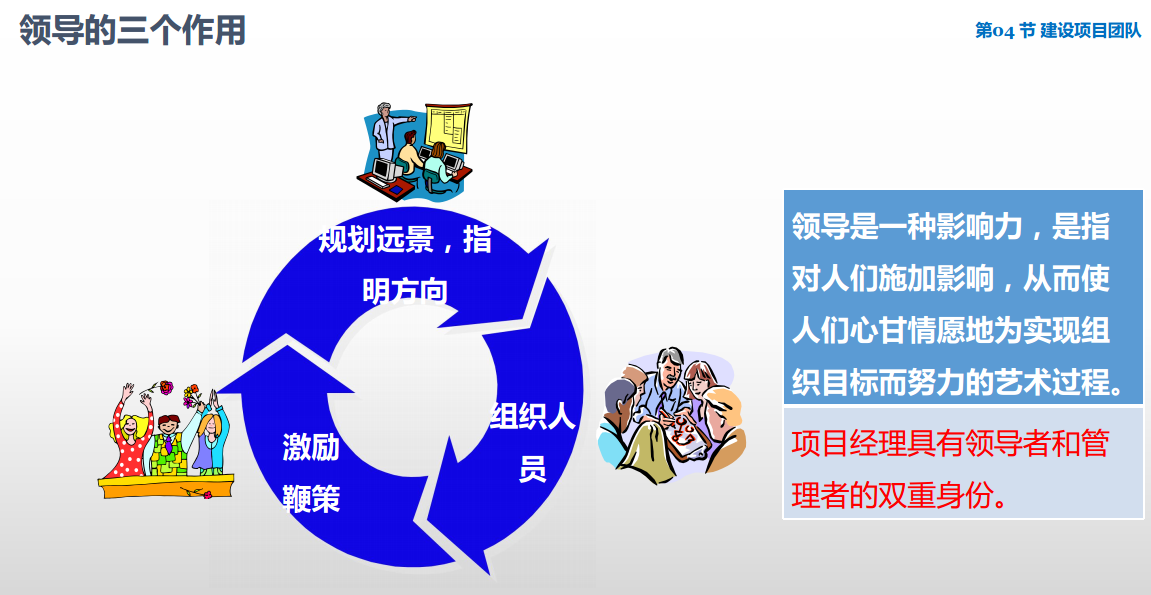 领导的三个作用
第04 节 建设项目团队
规划远景，指
明方向
组织人
员
激励
鞭策
领导是一种影响力，是指
对人们施加影响，从而使
人们心甘情愿地为实现组
织目标而努力的艺术过程。
项目经理具有领导者和管
理者的双重身份。